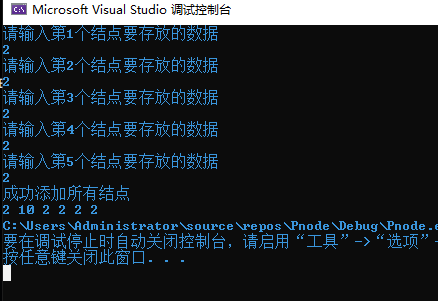 Microsoft Visual Studio 调试控制台
请输入第1个结点要存放的数据
2
请输入第2个结点要存放的数据
2
请输入第3个结点要存放的数据
2
请输入第4个结点要存放的数据
2
请输入第5个结点要存放的数据
2
成功添加所有结点
2 10 2 2 2 2
C:\Users\Administrator\source\repos\Pnode\Debug\Pnode.e
要在调试停止时自动关闭控制台，请启用“工具”->“选项”-
按任意键关闭此窗口. . .